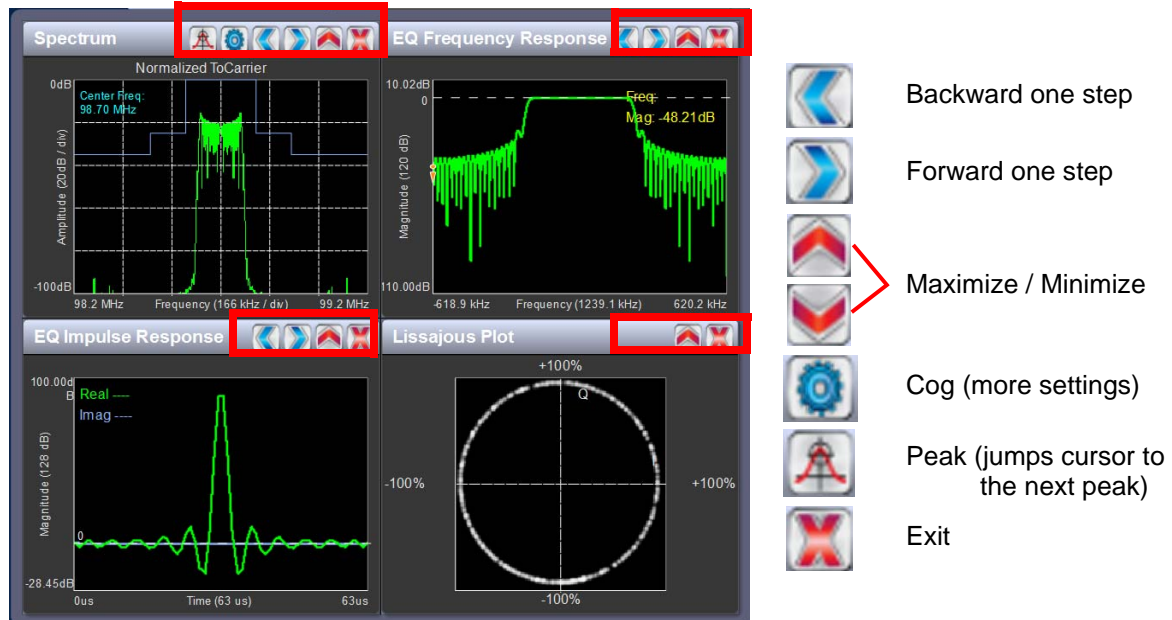 Spectrum
Normalized ToCarrier
0dB
Center Freq:
98.70 MHz
Amplitude (20dB / div)
-100dB
98.2 MHz Frequency (166 kHz / div) 99.2 MHz
EQ Frequency Response
10.02dB
0
Freq:
Mag: -48.21dB
Magnitude (120 dB)
110.00dB
-618.9 kHz Frequency (1239.1 kHz) 620.2 kHz
EQ Impulse Response
100.00d
B
Real ----
Imag ----
Magnitude (128 dB)
0
-28.45dB
0us Time (63 us) 63us
Lissajous Plot
+100%
Q
-100% +100%
-100%
Backward one step
Forward one step
Maximize / Minimize
Cog (more settings)
Peak (jumps cursor to
the next peak)
Exit